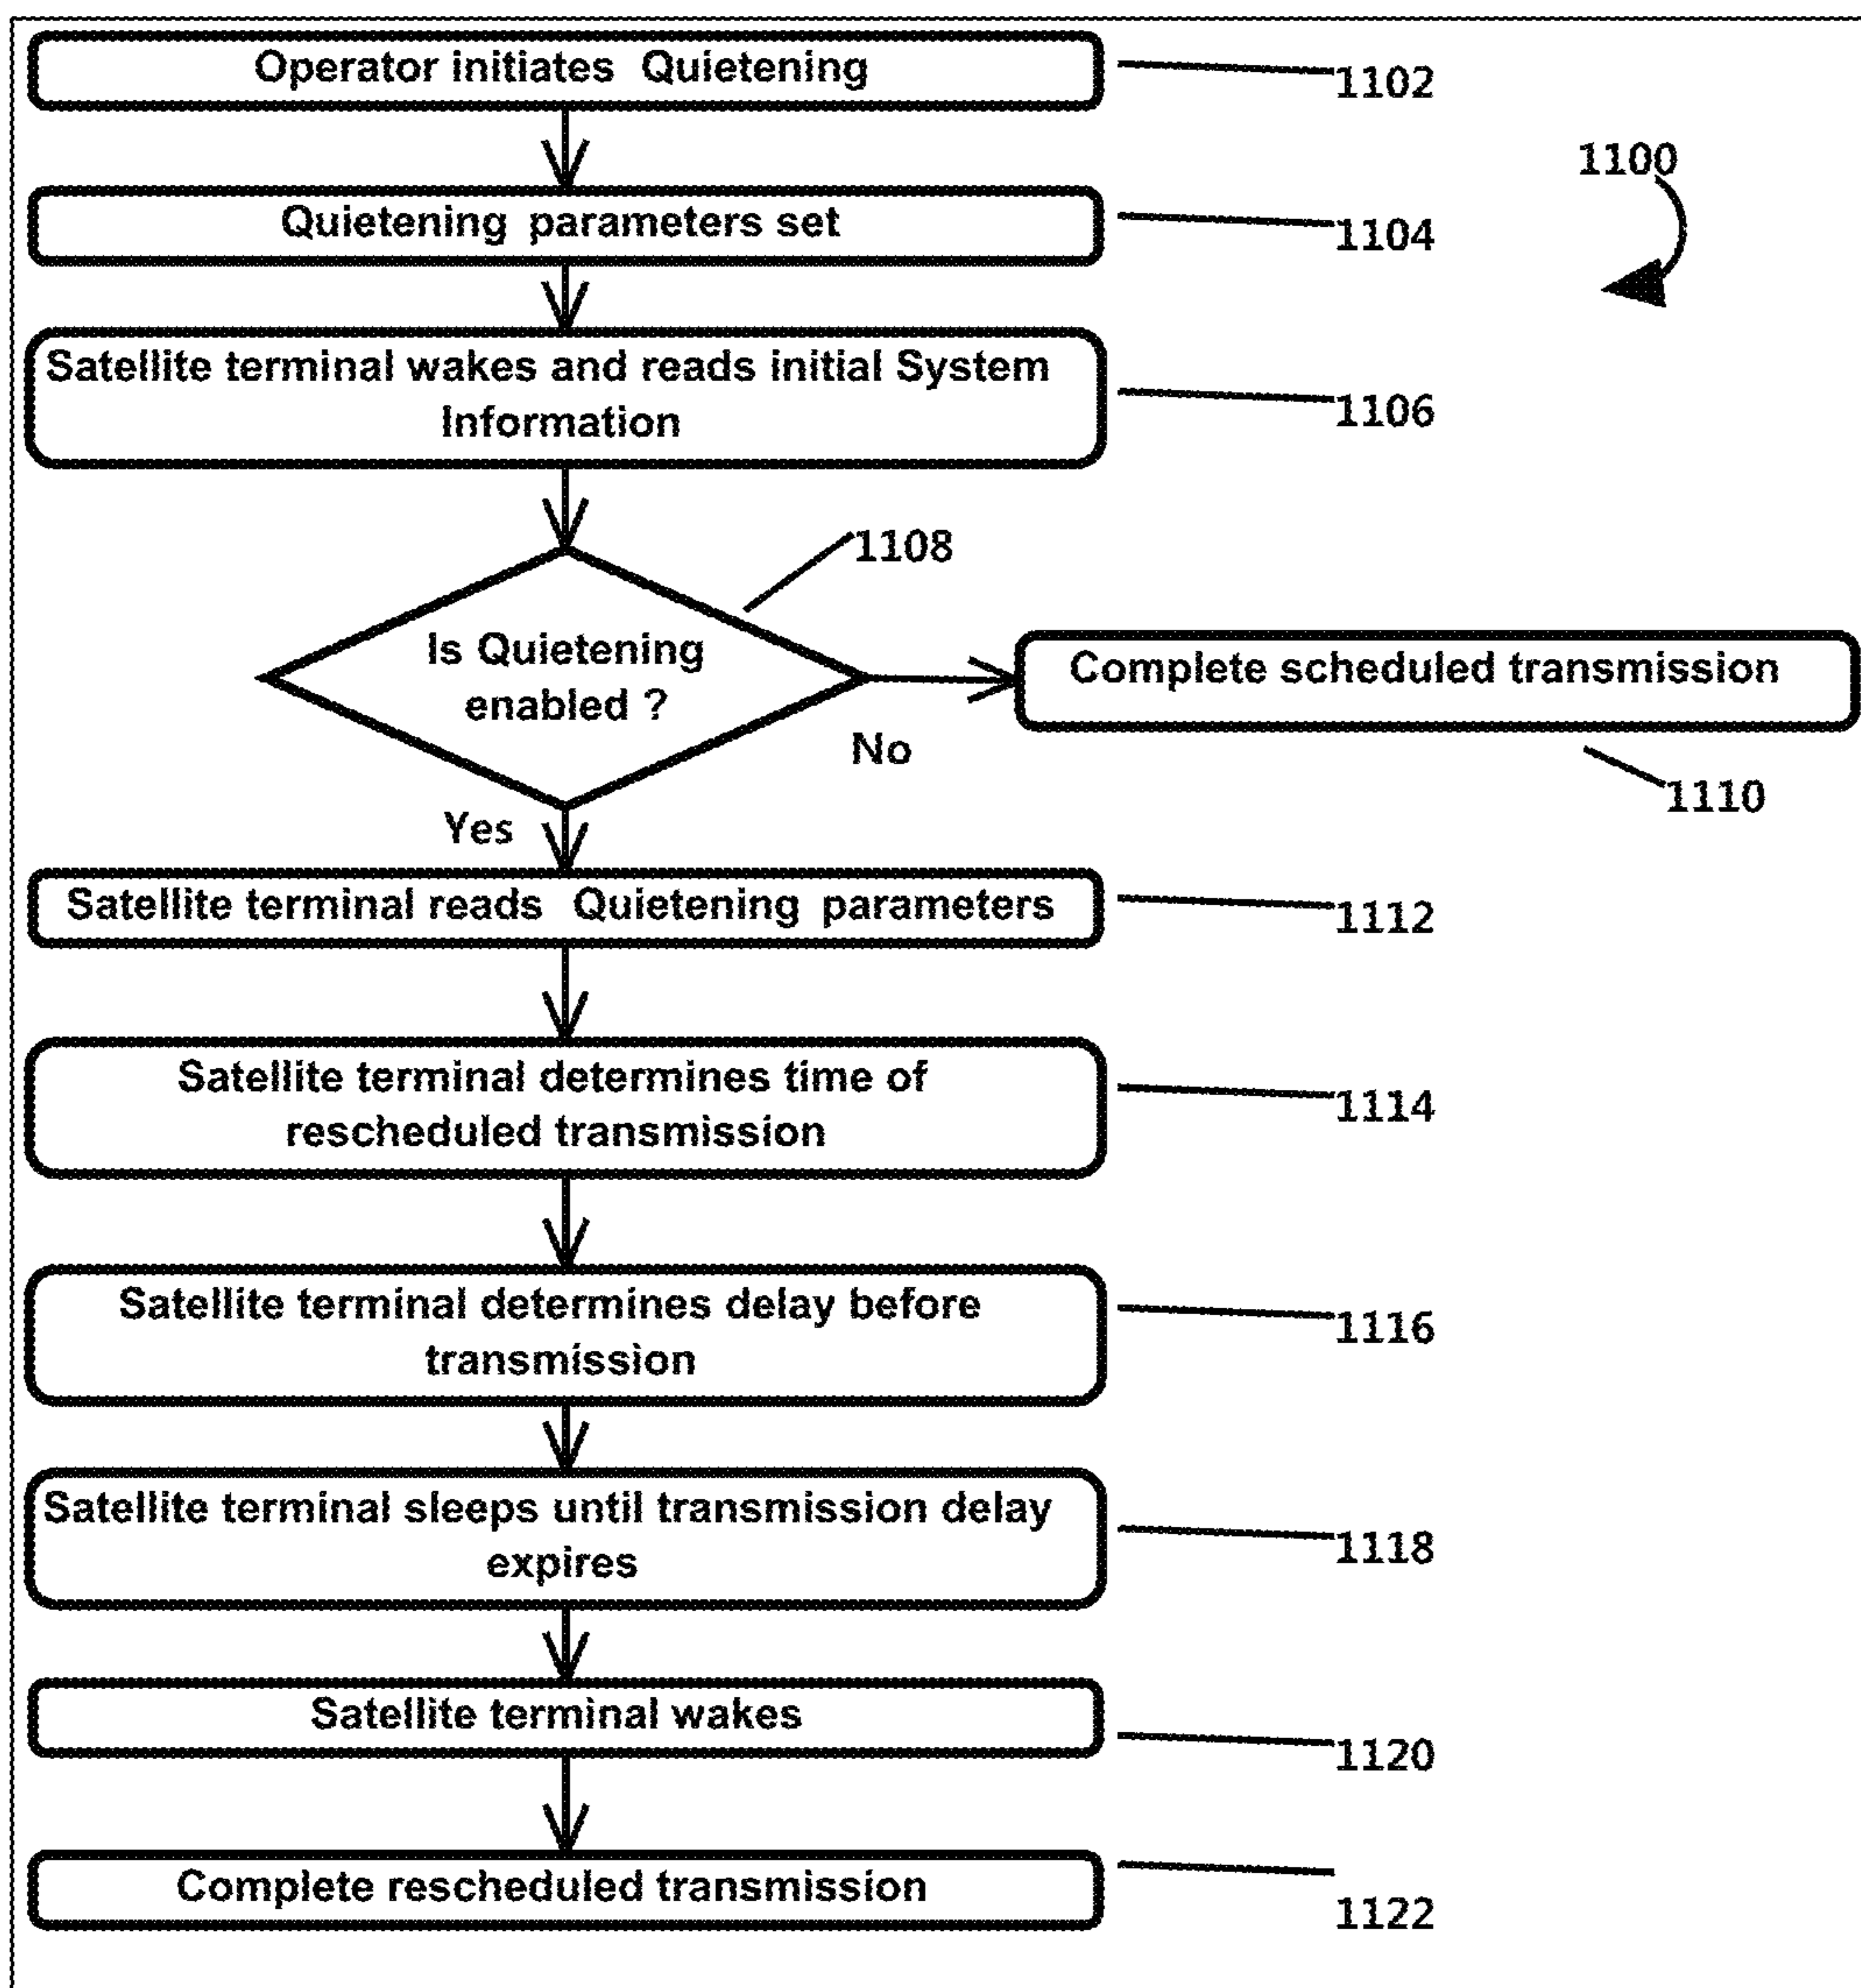 Operator initiates Quietening
1102
1100
Quietening parameters set
1104
Satellite terminal wakes and reads initial System
Information
1106
1108
Is Quietening
enabled ?
Complete scheduled transmission
No
1110
Yes
Satellite terminal reads Quietening parameters
1112
Satellite terminal determines time of
rescheduled transmission
1114
Satellite terminal determines delay before
transmission
1116
Satellite terminal sleeps until transmission delay
expires
1118
Satellite terminal wakes
1120
Complete rescheduled transmission
1122